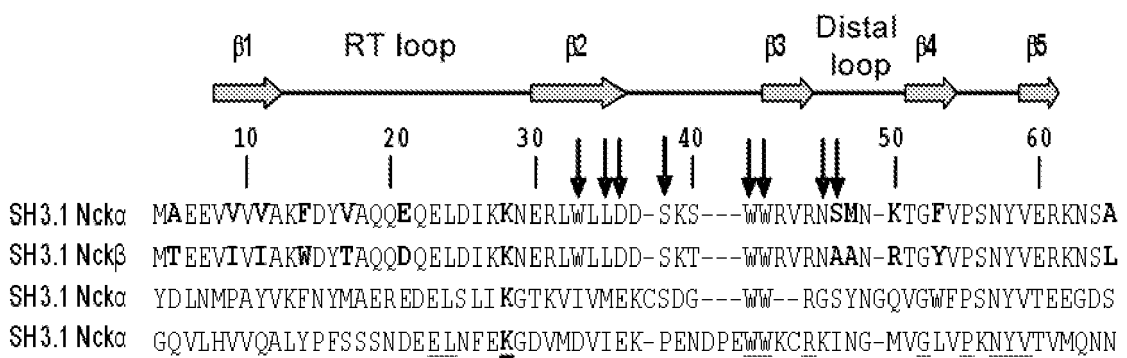 β1 RT loop β2 β3 Distal loop β4 β5
10 20 30 40 50 60
SH3.1 Nckα MAEEVVVVAKFDYVAQQEQELDIKKNERLWLLDD-SKS---WWRVRNSMN-KTGFVPSNYVERKNSA
SH3.1 Nckβ MTEEVIVIAKWDYTAQQDQELDIKKNERLWLLDD-SKT---WWRVRNAAN-RTGYVPSNYVERKNSL
SH3.1 Nckα YDLNMPAYVKFNYMAEREDELSLIKGTKVIVMEKCSDG---WW--RGSYNGQVGWFPSNYVTEEGDS
SH3.1 Nckα GQVLHVVQALYPFSSSNDEELNFEKGDVMDVIEK-PENDPEWWKCRKING-MVGLVPKNYVTVMQNN